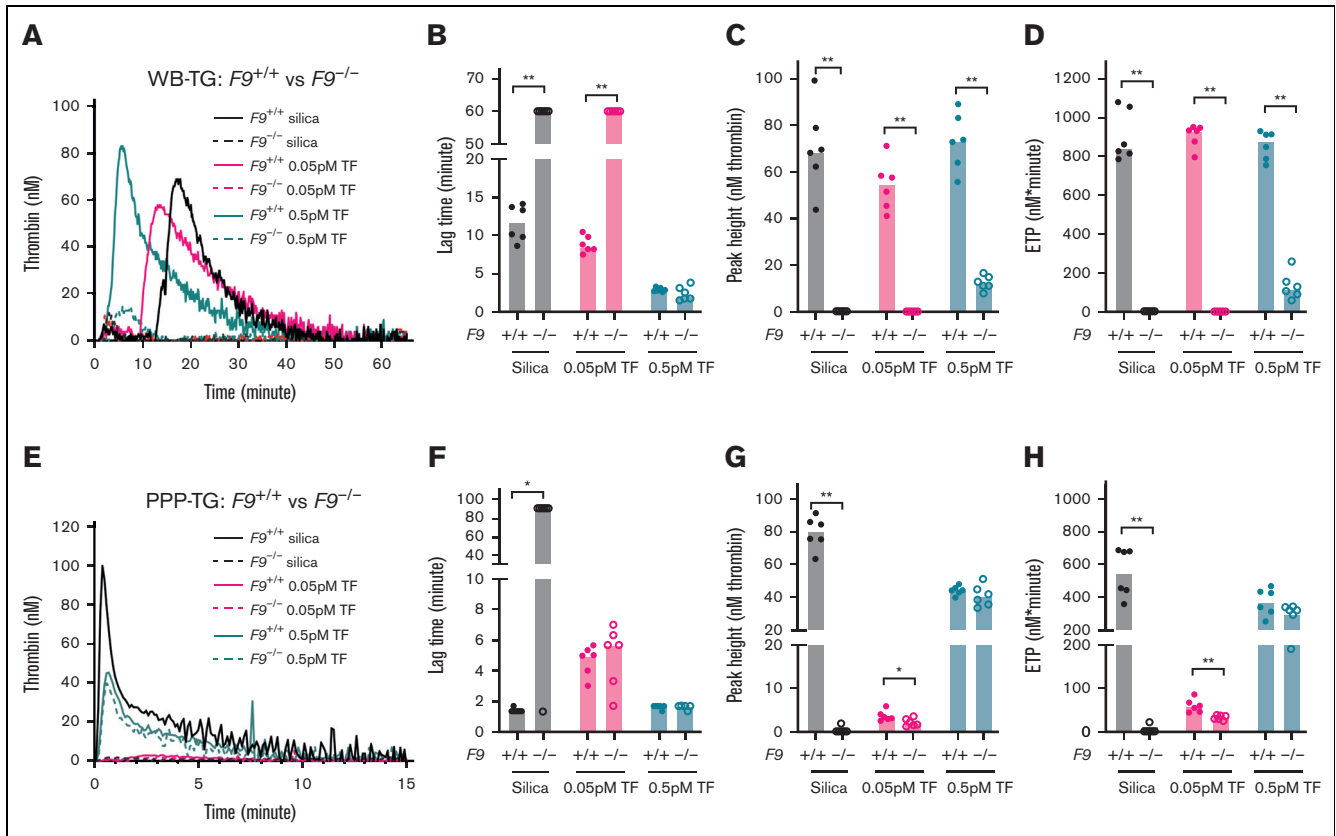 A
WB-TG: F9+/+ vs F9−/−
F9+/+ silica
F9−/− silica
F9+/+ 0.05pM TF
F9−/− 0.05pM TF
F9+/+ 0.5pM TF
F9−/− 0.5pM TF
Thrombin (nM)
100
80
60
40
20
0
0 10 20 30 40 50 60
Time (minute)
B
Lag time (minute)
70
60
20
15
10
5
0
** **
F9 +/+ −/− +/+ −/− +/+ −/−
Silica 0.05pM TF 0.5pM TF
C
Peak height (nM thrombin)
100
80
60
40
20
0
** ** **
F9 +/+ −/− +/+ −/− +/+ −/−
Silica 0.05pM TF 0.5pM TF
D
ETP (nM*minute)
1200
1000
800
600
400
200
0
** ** **
F9 +/+ −/− +/+ −/− +/+ −/−
Silica 0.05pM TF 0.5pM TF
E
PPP-TG: F9+/+ vs F9−/−
F9+/+ silica
F9−/− silica
F9+/+ 0.05pM TF
F9−/− 0.05pM TF
F9+/+ 0.5pM TF
F9−/− 0.5pM TF
Thrombin (nM)
120
100
80
60
40
20
0
0 5 10 15
Time (minute)
F
Lag time (minute)
100
80
60
40
10
8
6
4
2
0
*
F9 +/+ −/− +/+ −/− +/+ −/−
Silica 0.05pM TF 0.5pM TF
G
Peak height (nM thrombin)
100
80
60
40
20
20
10
0
** *
F9 +/+ −/− +/+ −/− +/+ −/−
Silica 0.05pM TF 0.5pM TF
H
ETP (nM*minute)
1000
800
600
400
200
200
100
0
** **
F9 +/+ −/− +/+ −/− +/+ −/−
Silica 0.05pM TF 0.5pM TF